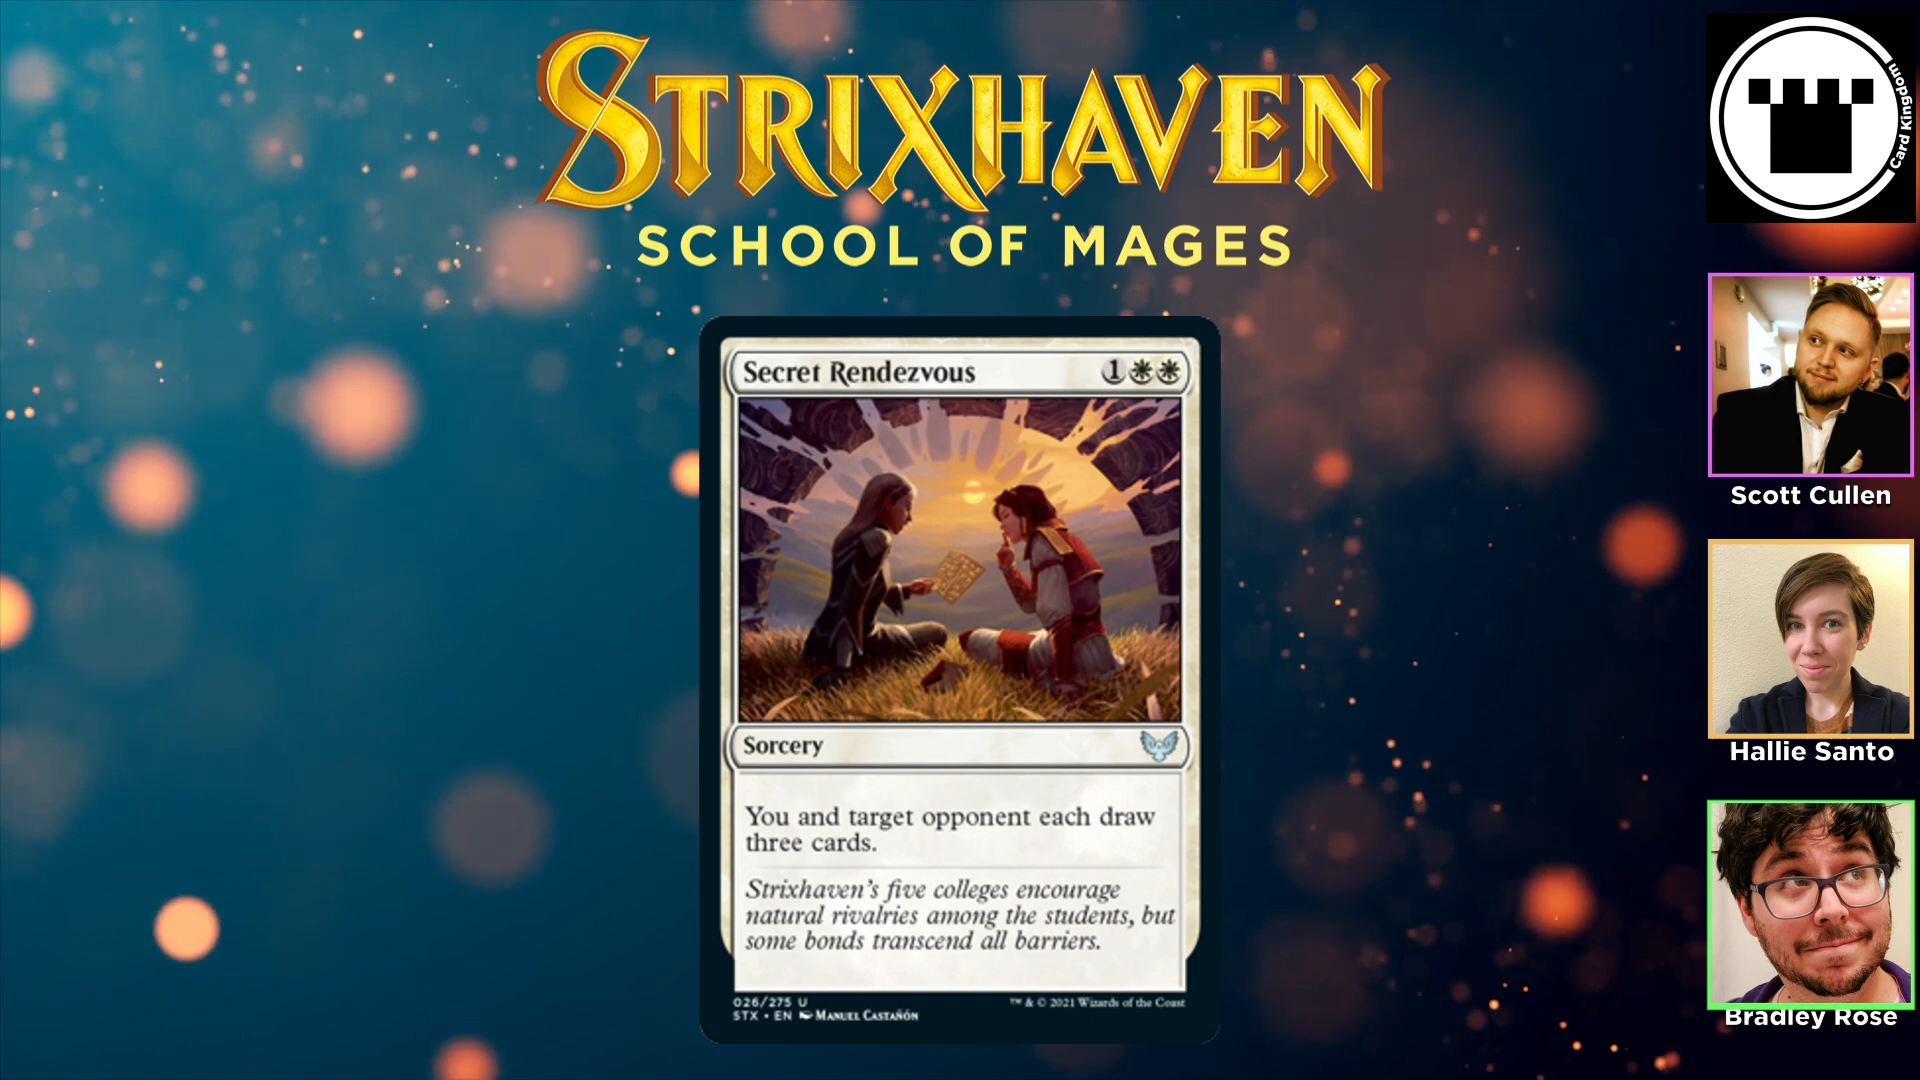 STRIXHAVEN
SCHOOL OF MAGES
Card Kingdom
Secret Rendezvous 1
Sorcery
You and target opponent each draw
three cards.
Strixhaven's five colleges encourage
natural rivalries among the students, but
some bonds transcend all barriers.
026/275 U
STX • EN Manuel Castañón
™ & © 2021 Wizards of the Coast
Scott Cullen
Hallie Santo
Bradley Rose